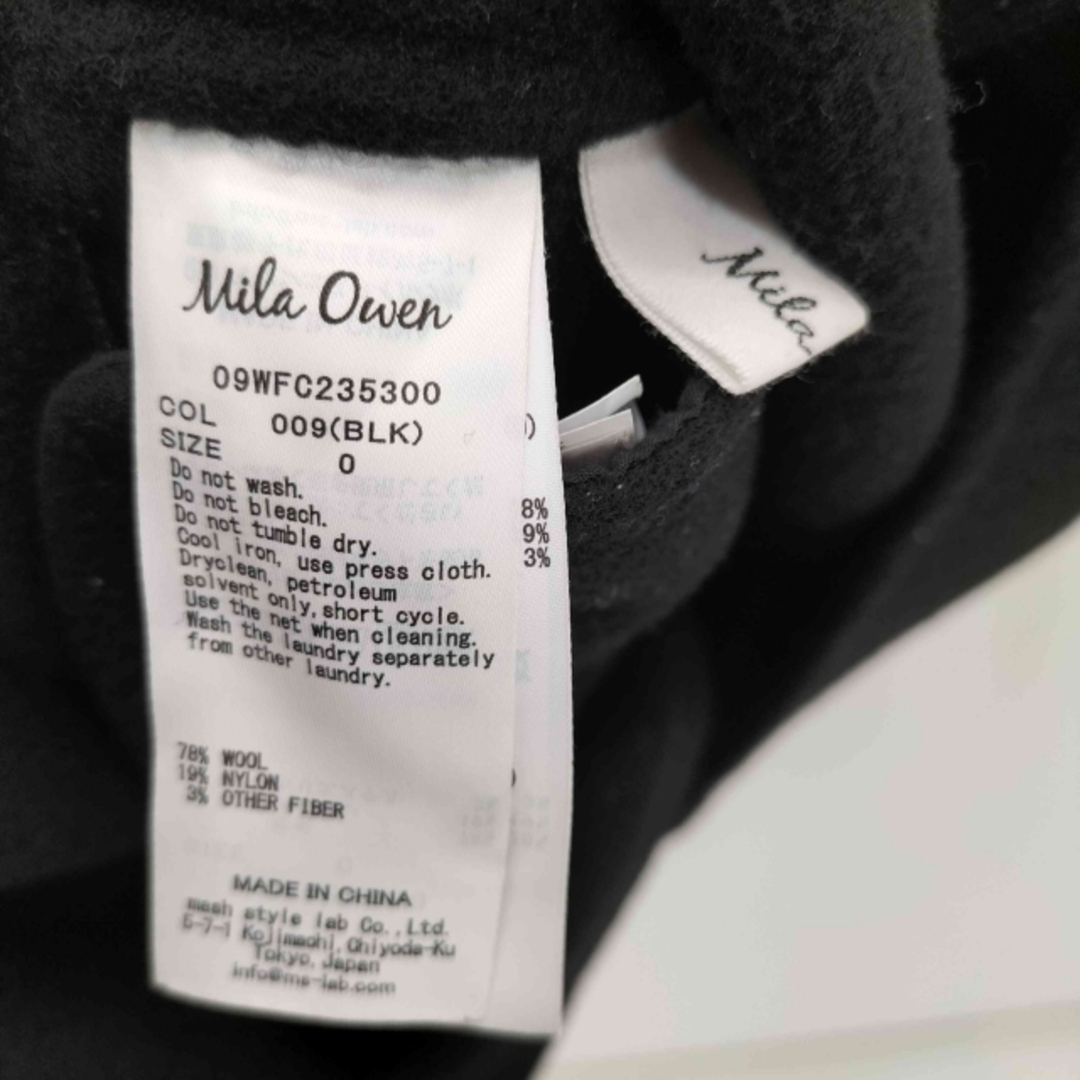 Mila Owen
09WFC235300
COL 009(BLK)
SIZE 0
Do not wash.
Do not bleach.
Do not tumble dry.
Cool iron, use press cloth.
Dryclean, petroleum
solvent only,short cycle.
Use the net when cleaning.
Wash the laundry separately
from other laundry.
78% WOOL
19% NYLON
3% OTHER FIBER
MADE IN CHINA
mash style lab Co.,Ltd.
5-7-1 Kojimachi,Chiyoda-Ku
Tokyo,Japan
info@ms-lab.com
)
8%
9%
3%
)
Mila